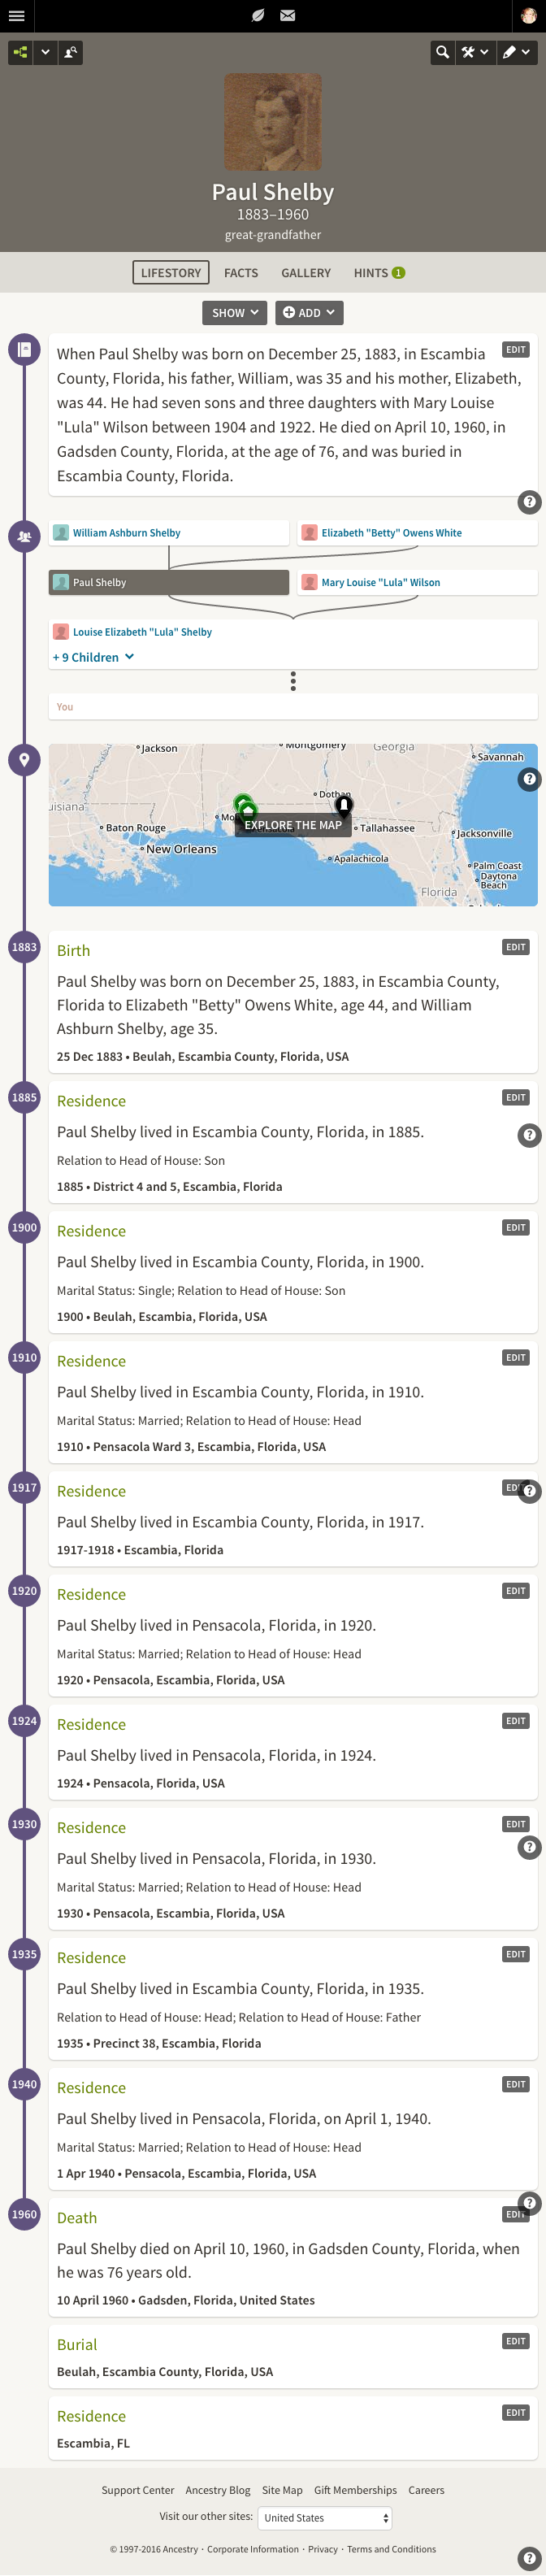 Paul Shelby
1883–1960
great-grandfather
LIFESTORY FACTS GALLERY HINTS 1
SHOW ADD
EDIT
When Paul Shelby was born on December 25, 1883, in Escambia
County, Florida, his father, William, was 35 and his mother, Elizabeth,
was 44. He had seven sons and three daughters with Mary Louise
"Lula" Wilson between 1904 and 1922. He died on April 10, 1960, in
Gadsden County, Florida, at the age of 76, and was buried in
Escambia County, Florida.
?
William Ashburn Shelby Elizabeth "Betty" Owens White
Paul Shelby Mary Louise "Lula" Wilson
Louise Elizabeth "Lula" Shelby
+ 9 Children
You
Jackson Montgomery Georgia
Savannah
?
Dothan
Baton Rouge
EXPLORE THE MAP
Tallahassee
Jacksonville
New Orleans
Apalachicola
Palm Coast
Daytona
Beach
Florida
1883 Birth EDIT
Paul Shelby was born on December 25, 1883, in Escambia County,
Florida to Elizabeth "Betty" Owens White, age 44, and William
Ashburn Shelby, age 35.
25 Dec 1883 • Beulah, Escambia County, Florida, USA
1885 Residence EDIT
Paul Shelby lived in Escambia County, Florida, in 1885.
?
Relation to Head of House: Son
1885 • District 4 and 5, Escambia, Florida
1900 Residence EDIT
Paul Shelby lived in Escambia County, Florida, in 1900.
Marital Status: Single; Relation to Head of House: Son
1900 • Beulah, Escambia, Florida, USA
1910 Residence EDIT
Paul Shelby lived in Escambia County, Florida, in 1910.
Marital Status: Married; Relation to Head of House: Head
1910 • Pensacola Ward 3, Escambia, Florida, USA
1917 Residence ?
Paul Shelby lived in Escambia County, Florida, in 1917.
1917-1918 • Escambia, Florida
1920 Residence EDIT
Paul Shelby lived in Pensacola, Florida, in 1920.
Marital Status: Married; Relation to Head of House: Head
1920 • Pensacola, Escambia, Florida, USA
1924 Residence EDIT
Paul Shelby lived in Pensacola, Florida, in 1924.
1924 • Pensacola, Florida, USA
1930 Residence EDIT
?
Paul Shelby lived in Pensacola, Florida, in 1930.
Marital Status: Married; Relation to Head of House: Head
1930 • Pensacola, Escambia, Florida, USA
1935 Residence EDIT
Paul Shelby lived in Escambia County, Florida, in 1935.
Relation to Head of House: Head; Relation to Head of House: Father
1935 • Precinct 38, Escambia, Florida
1940 Residence EDIT
Paul Shelby lived in Pensacola, Florida, on April 1, 1940.
Marital Status: Married; Relation to Head of House: Head
1 Apr 1940 • Pensacola, Escambia, Florida, USA
?
1960 Death EDIT
Paul Shelby died on April 10, 1960, in Gadsden County, Florida, when
he was 76 years old.
10 April 1960 • Gadsden, Florida, United States
Burial EDIT
Beulah, Escambia County, Florida, USA
Residence EDIT
Escambia, FL
Support Center Ancestry Blog Site Map Gift Memberships Careers
Visit our other sites: United States
© 1997-2016 Ancestry · Corporate Information · Privacy · Terms and Conditions
?